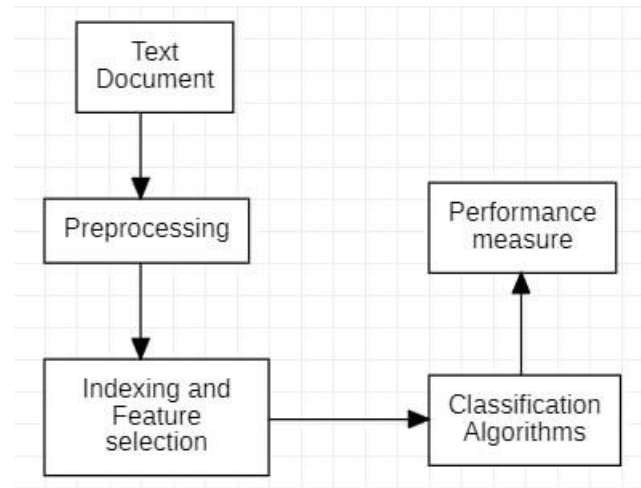 Text
Document
Preprocessing
Indexing and
Feature
selection
Classification
Algorithms
Performance
measure